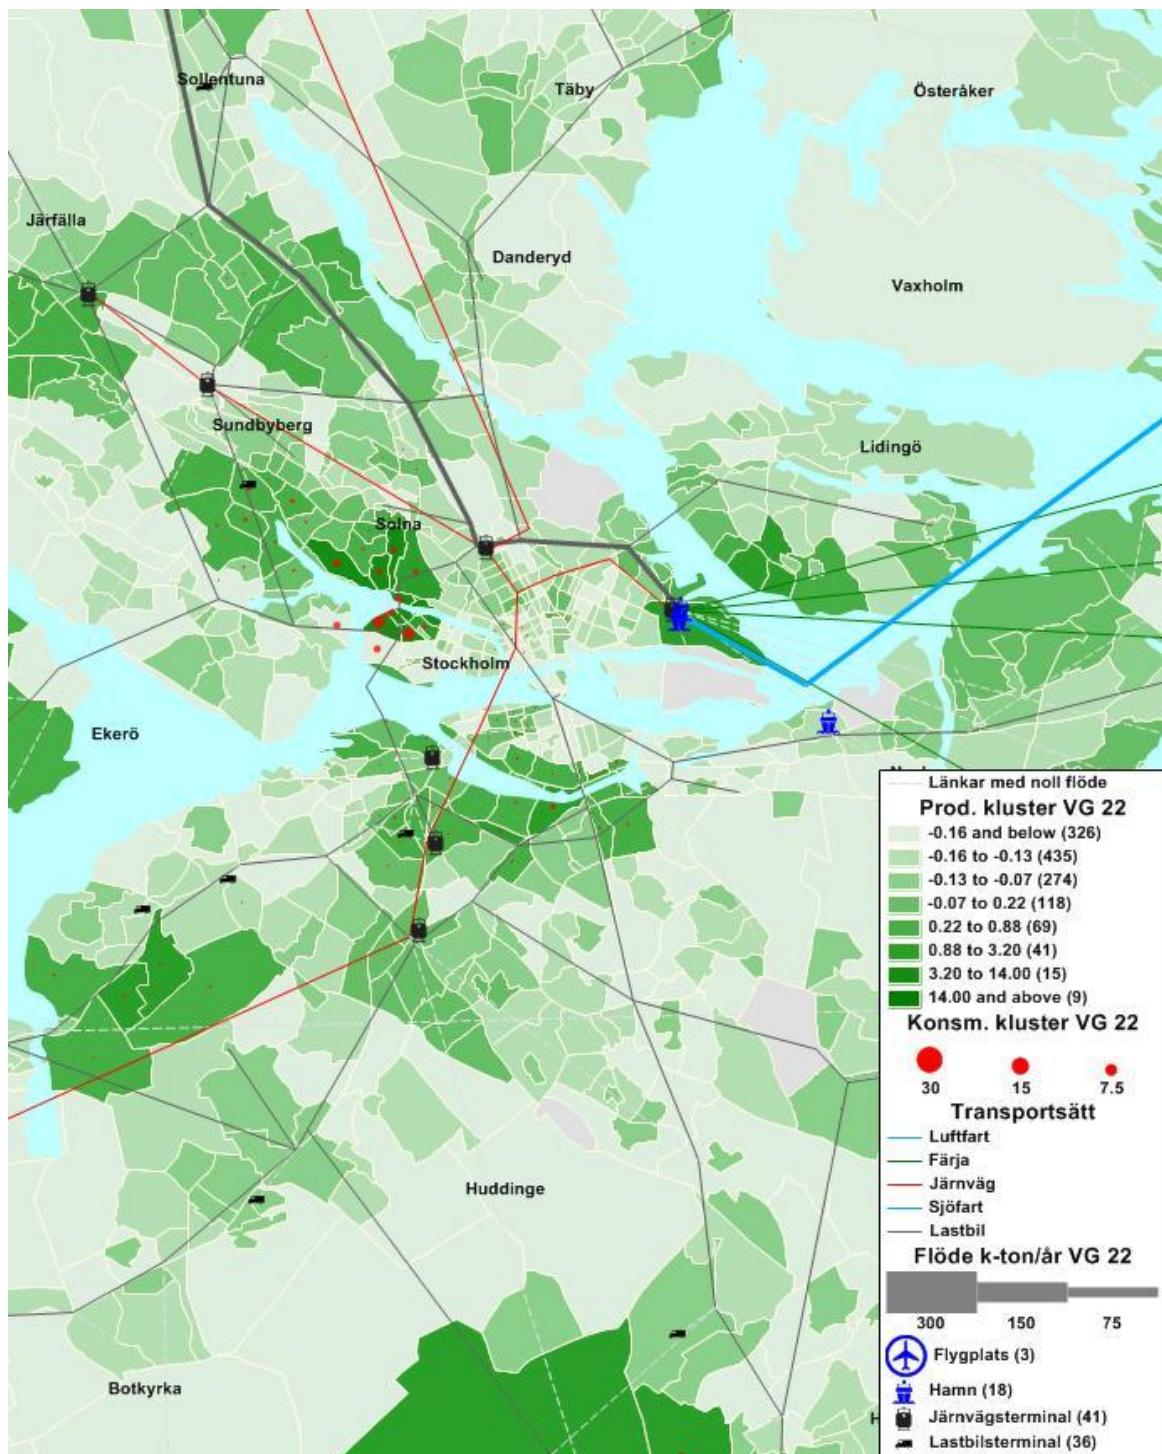 Sollentuna
Täby
Österåker
Järfälla
Danderyd
Vaxholm
Sundbyberg
Lidingö
Solna
Stockholm
Ekerö
Huddinge
Botkyrka
Länkar med noll flöde
Prod. kluster VG 22
-0.16 and below (326)
-0.16 to -0.13 (435)
-0.13 to -0.07 (274)
-0.07 to 0.22 (118)
0.22 to 0.88 (69)
0.88 to 3.20 (41)
3.20 to 14.00 (15)
14.00 and above (9)
Konsm. kluster VG 22
30 15 7.5
Transportsätt
Luftfart
Färja
Järnväg
Sjöfart
Lastbil
Flöde k-ton/år VG 22
300 150 75
Flygplats (3)
Hamn (18)
Järnvägsterminal (41)
Lastbilsterminal (36)